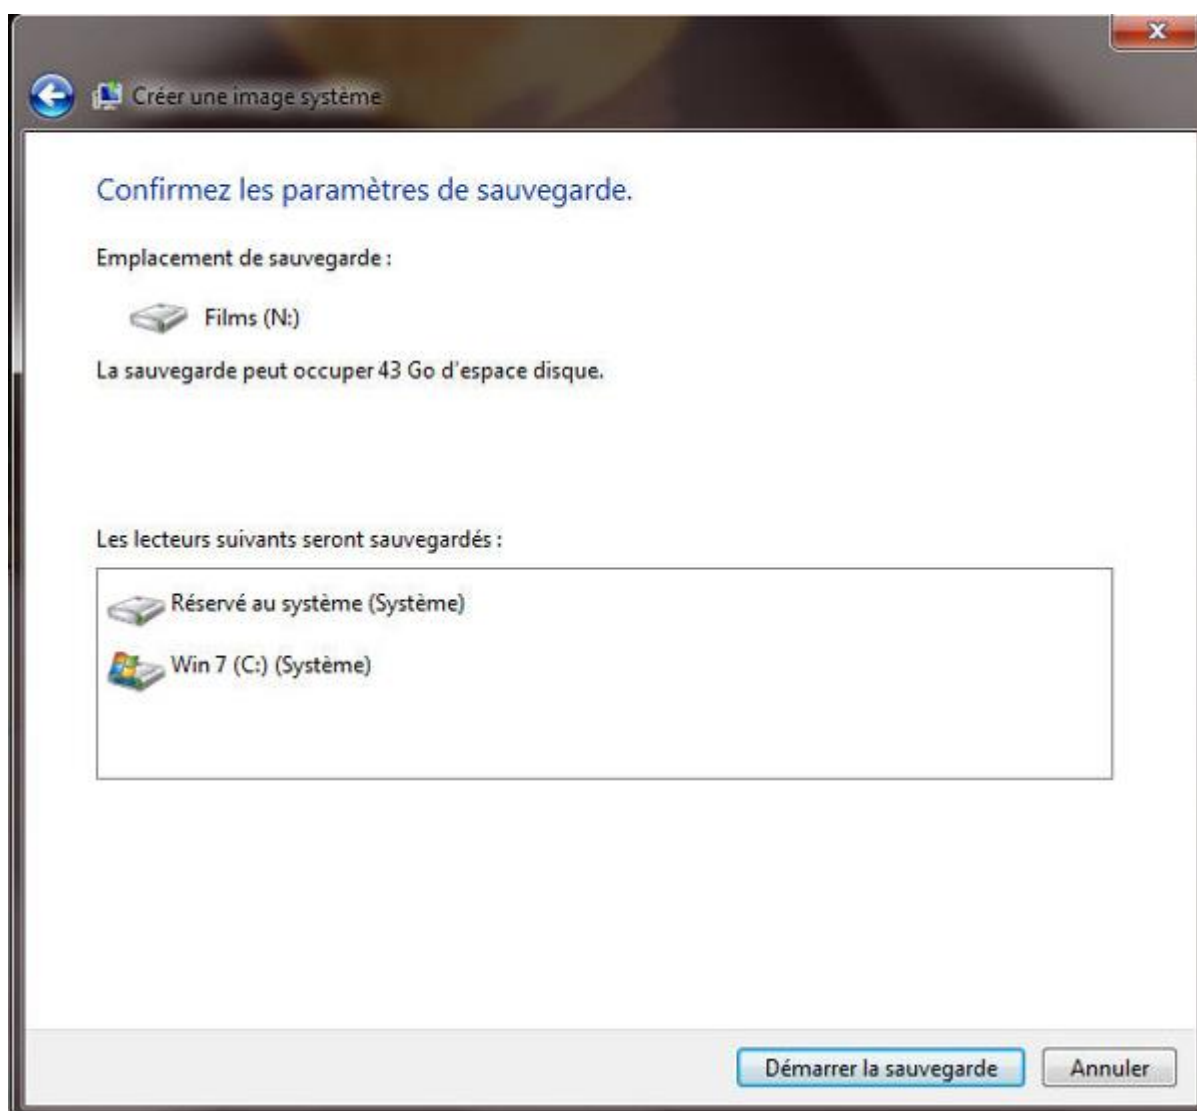 Créer une image système
Confirmez les paramètres de sauvegarde.
Emplacement de sauvegarde :
Films (N:)
La sauvegarde peut occuper 43 Go d'espace disque.
Les lecteurs suivants seront sauvegardés :
Réservé au système (Système)
Win 7 (C:) (Système)
Démarrer la sauvegarde Annuler